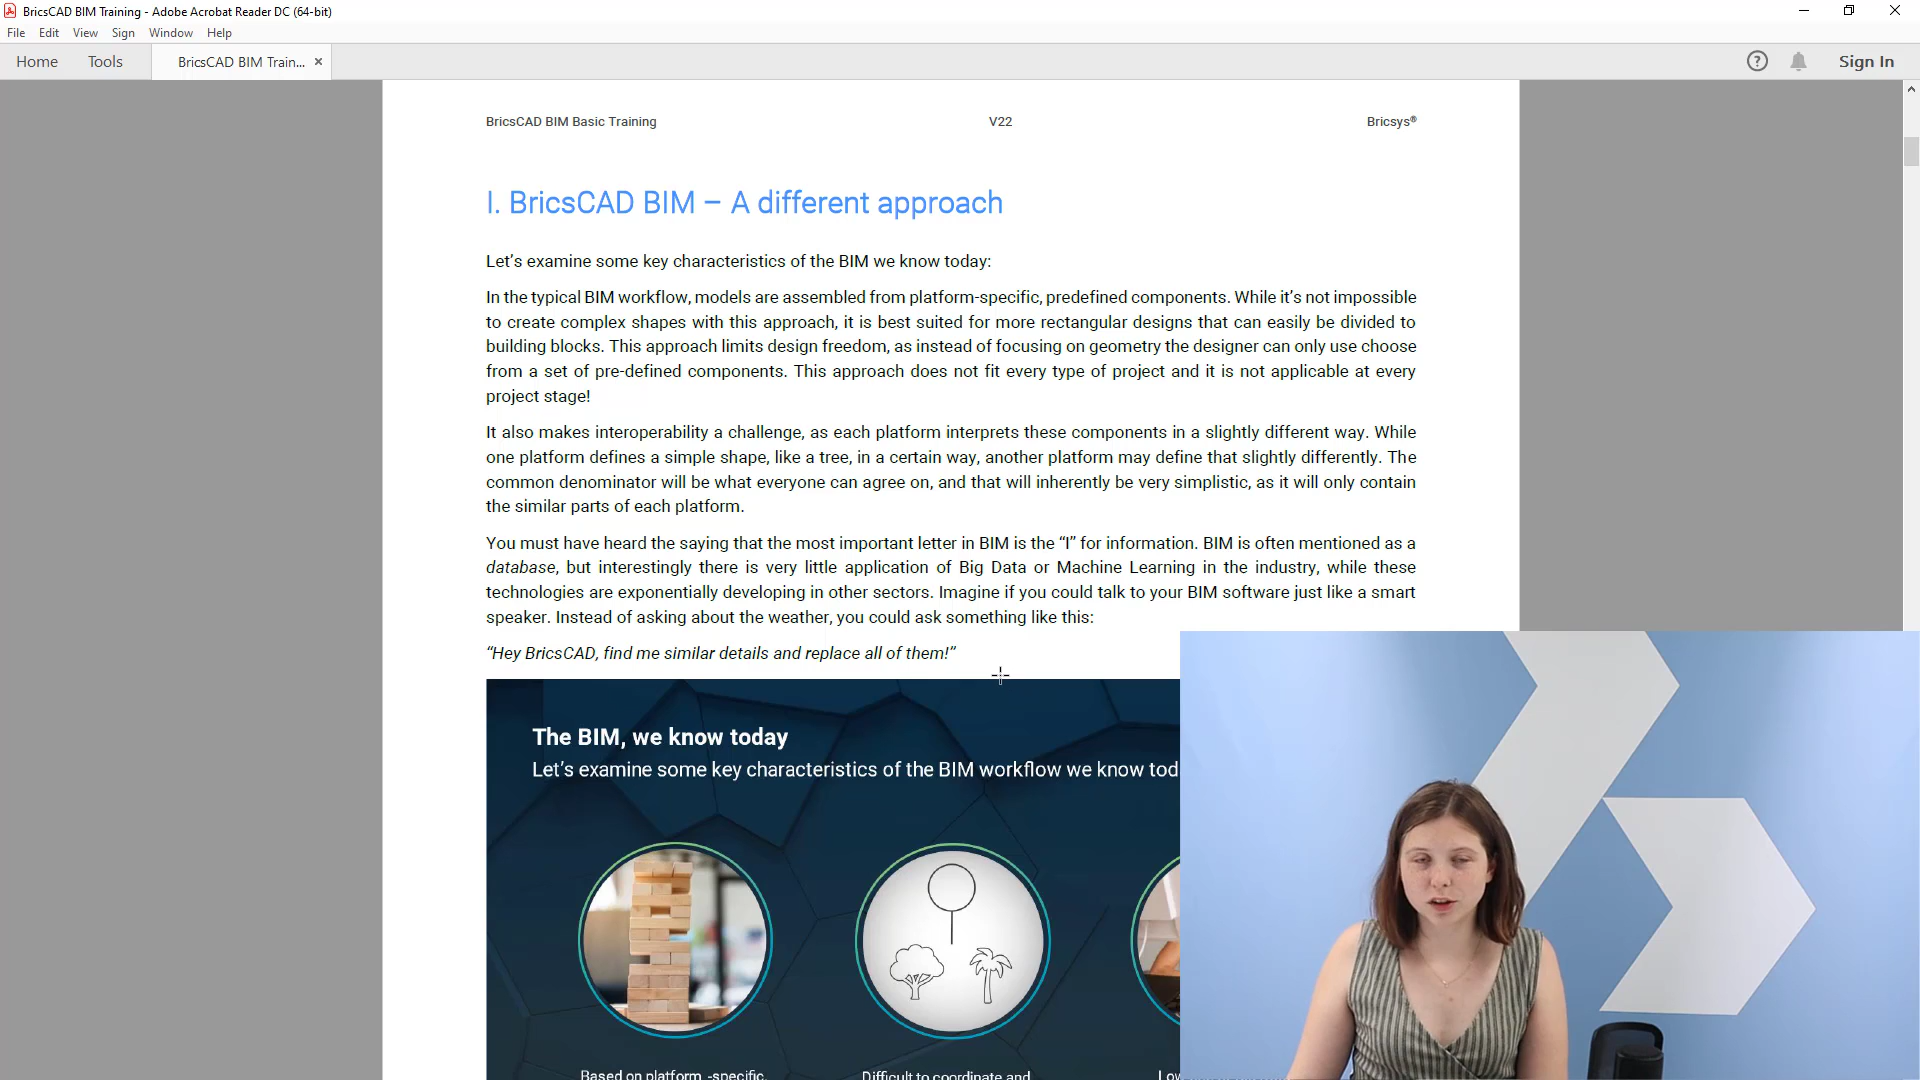 BricsCAD BIM Training - Adobe Acrobat Reader DC (64-bit)
File Edit View Sign Window Help
Home Tools BricsCAD BIM Train... Sign In
BricsCAD BIM Basic Training V22 Bricsys®
I. BricsCAD BIM – A different approach
Let’s examine some key characteristics of the BIM we know today:
In the typical BIM workflow, models are assembled from platform-specific, predefined components. While it’s not impossible
to create complex shapes with this approach, it is best suited for more rectangular designs that can easily be divided to
building blocks. This approach limits design freedom, as instead of focusing on geometry the designer can only use choose
from a set of pre-defined components. This approach does not fit every type of project and it is not applicable at every
project stage!
It also makes interoperability a challenge, as each platform interprets these components in a slightly different way. While
one platform defines a simple shape, like a tree, in a certain way, another platform may define that slightly differently. The
common denominator will be what everyone can agree on, and that will inherently be very simplistic, as it will only contain
the similar parts of each platform.
You must have heard the saying that the most important letter in BIM is the “I” for information. BIM is often mentioned as a
database, but interestingly there is very little application of Big Data or Machine Learning in the industry, while these
technologies are exponentially developing in other sectors. Imagine if you could talk to your BIM software just like a smart
speaker. Instead of asking about the weather, you could ask something like this:
“Hey BricsCAD, find me similar details and replace all of them!”
The BIM, we know today
Let’s examine some key characteristics of the BIM workflow we know tod
Based on platform -specific, Difficult to coordinate and